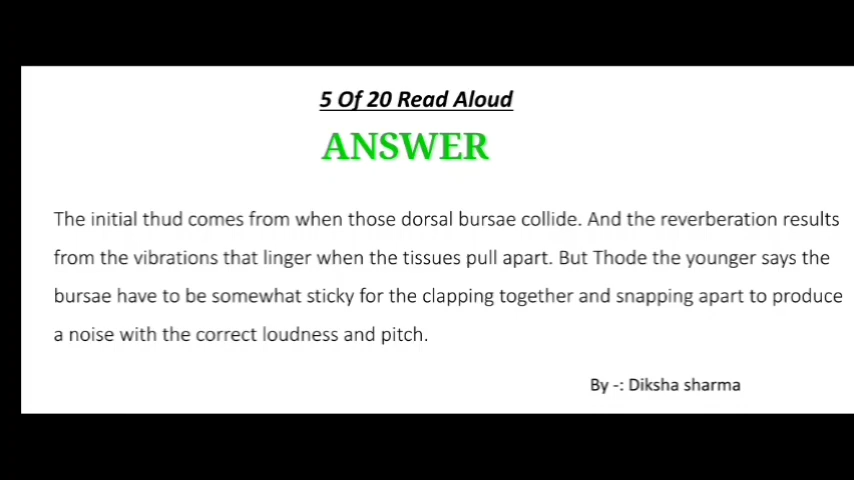 5 Of 20 Read Aloud
ANSWER
The initial thud comes from when those dorsal bursae collide. And the reverberation results
from the vibrations that linger when the tissues pull apart. But Thode the younger says the
bursae have to be somewhat sticky for the clapping together and snapping apart to produce
a noise with the correct loudness and pitch.
By -: Diksha sharma